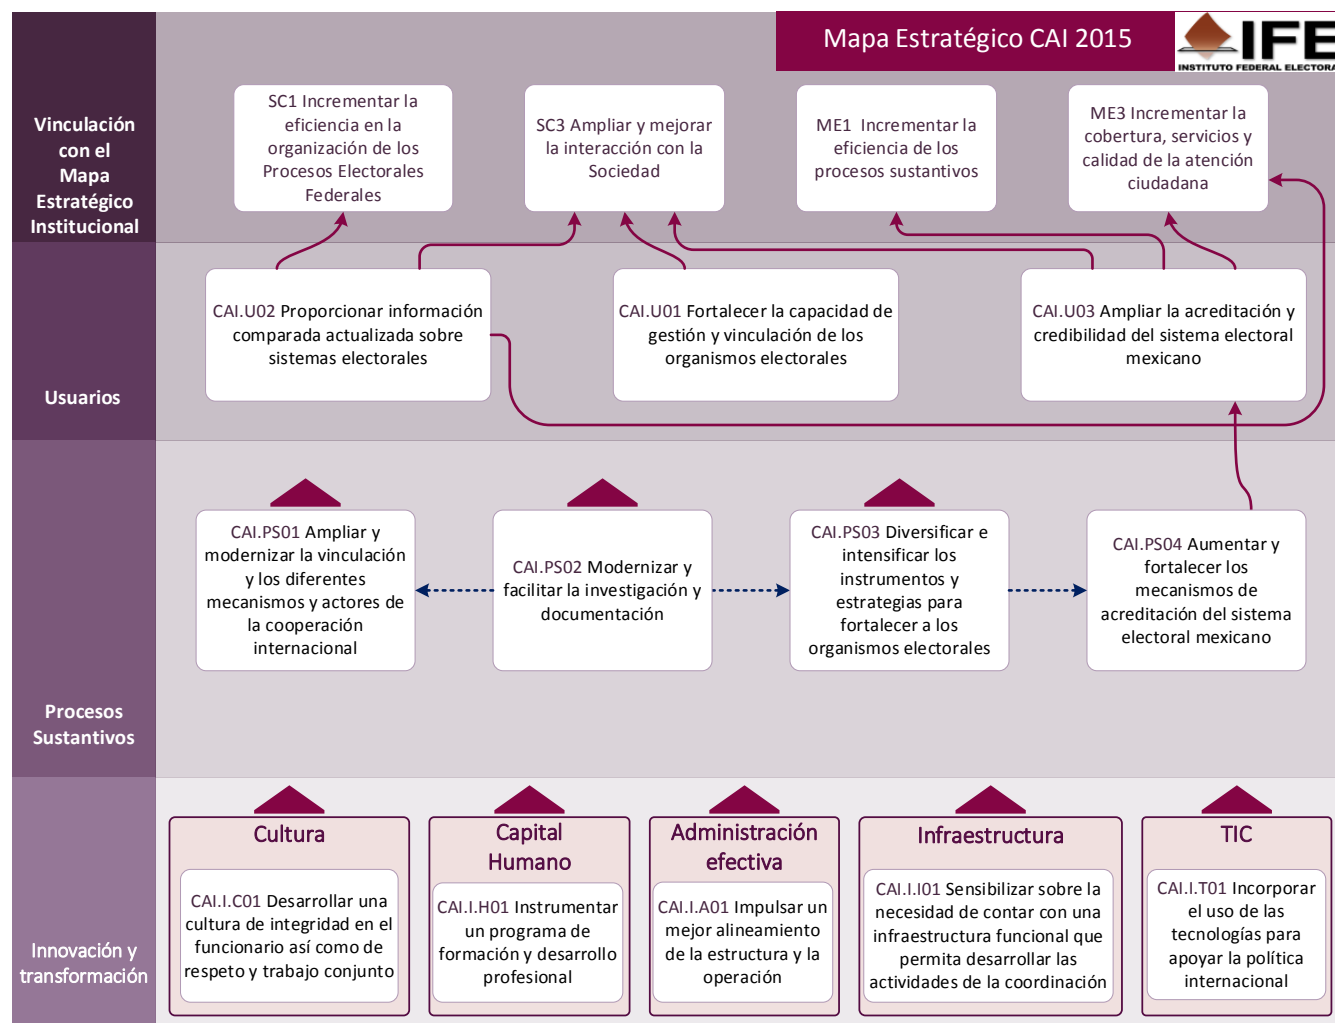 Mapa Estratégico CAI 2015
IFE
INSTITUTO FEDERAL ELECTORA
Vinculación
con el
Mapa
Estratégico
Institucional
SC1 Incrementar la
eficiencia en la
organización de los
Procesos Electorales
Federales
SC3 Ampliar y mejorar
la interacción con la
Sociedad
ME1 Incrementar la
eficiencia de los
procesos sustantivos
ME3 Incrementar la
cobertura, servicios y
calidad de la atención
ciudadana
Usuarios
CAI.U02 Proporcionar información
comparada actualizada sobre
sistemas electorales
CAI.U01 Fortalecer la capacidad de
gestión y vinculación de los
organismos electorales
CAI.U03 Ampliar la acreditación y
credibilidad del sistema electoral
mexicano
Procesos
Sustantivos
CAI.PS01 Ampliar y
modernizar la vinculación
y los diferentes
mecanismos y actores de
la cooperación
internacional
CAI.PS02 Modernizar y
facilitar la investigación y
documentación
CAI.PS03 Diversificar e
intensificar los
instrumentos y
estrategias para
fortalecer a los
organismos electorales
CAI.PS04 Aumentar y
fortalecer los
mecanismos de
acreditación del sistema
electoral mexicano
Innovación y
transformación
Cultura
CAI.I.C01 Desarrollar una
cultura de integridad en el
funcionario así como de
respeto y trabajo conjunto
Capital
Humano
CAI.I.H01 Instrumentar
un programa de
formación y desarrollo
profesional
Administración
efectiva
CAI.I.A01 Impulsar un
mejor alineamiento
de la estructura y la
operación
Infraestructura
CAI.I.I01 Sensibilizar sobre la
necesidad de contar con una
infraestructura funcional que
permita desarrollar las
actividades de la coordinación
TIC
CAI.I.T01 Incorporar
el uso de las
tecnologías para
apoyar la política
internacional